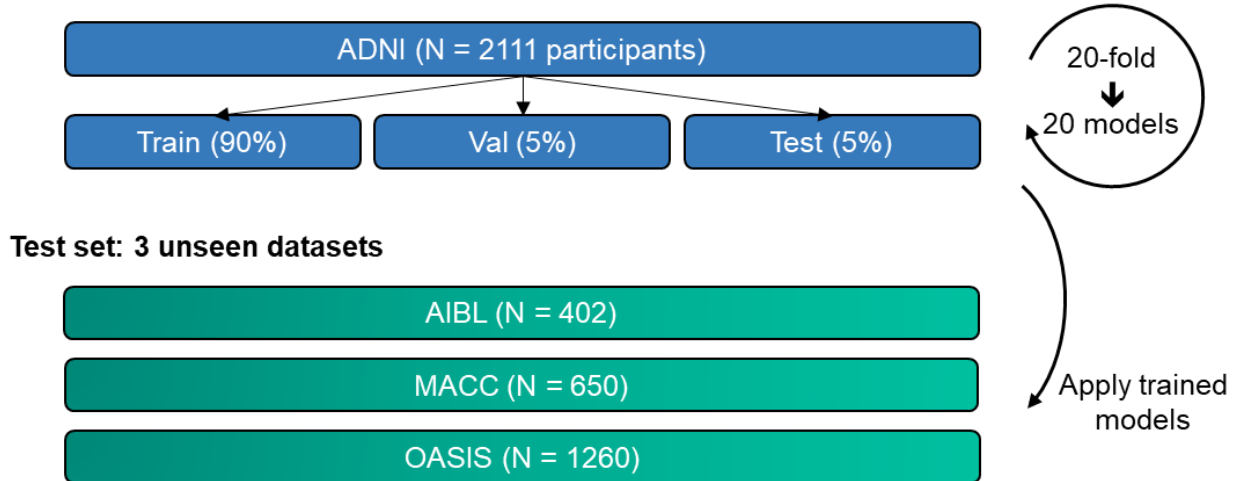 ADNI (N = 2111 participants)
Train (90%)
Val (5%)
Test (5%)
20-fold
20 models
Test set: 3 unseen datasets
AIBL (N = 402)
MACC (N = 650)
OASIS (N = 1260)
Apply trained
models